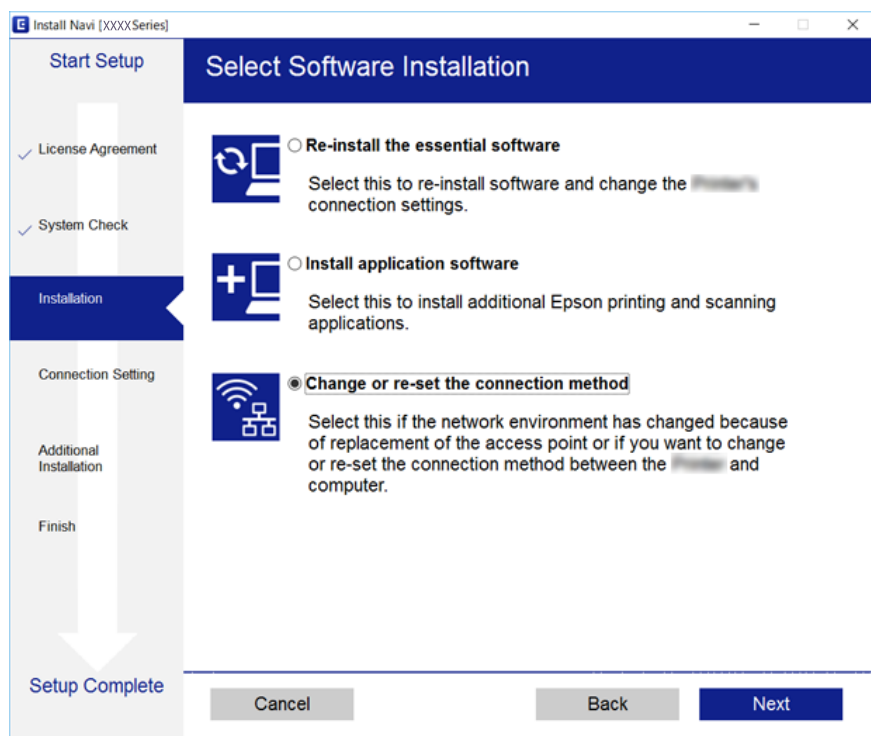 Install Navi [XXXX Series]
Start Setup
License Agreement
System Check
Installation
Connection Setting
Additional
Installation
Finish
Setup Complete
Select Software Installation
Re-install the essential software
Select this to re-install software and change the
connection settings.
Install application software
Select this to install additional Epson printing and scanning
applications.
Change or re-set the connection method
Select this if the network environment has changed because
of replacement of the access point or if you want to change
or re-set the connection method between the and
computer.
Cancel
Back
Next